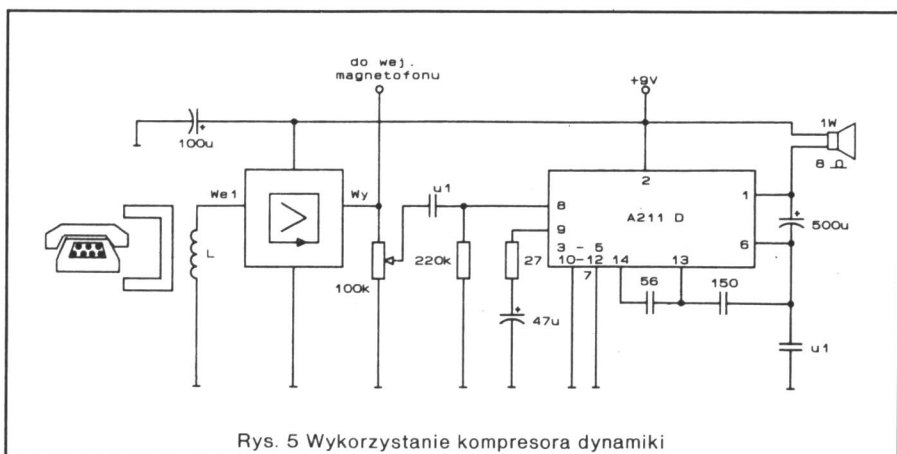 do wej.
magnetofonu
+9V
100u
1W
8 Ω
We1
Wy
u1
2
1
8
A211 D
9
6
500u
3 - 5
10-12
14
13
7
L
100k
220k
27
56
150
47u
u1
Rys. 5 Wykorzystanie kompresora dynamiki